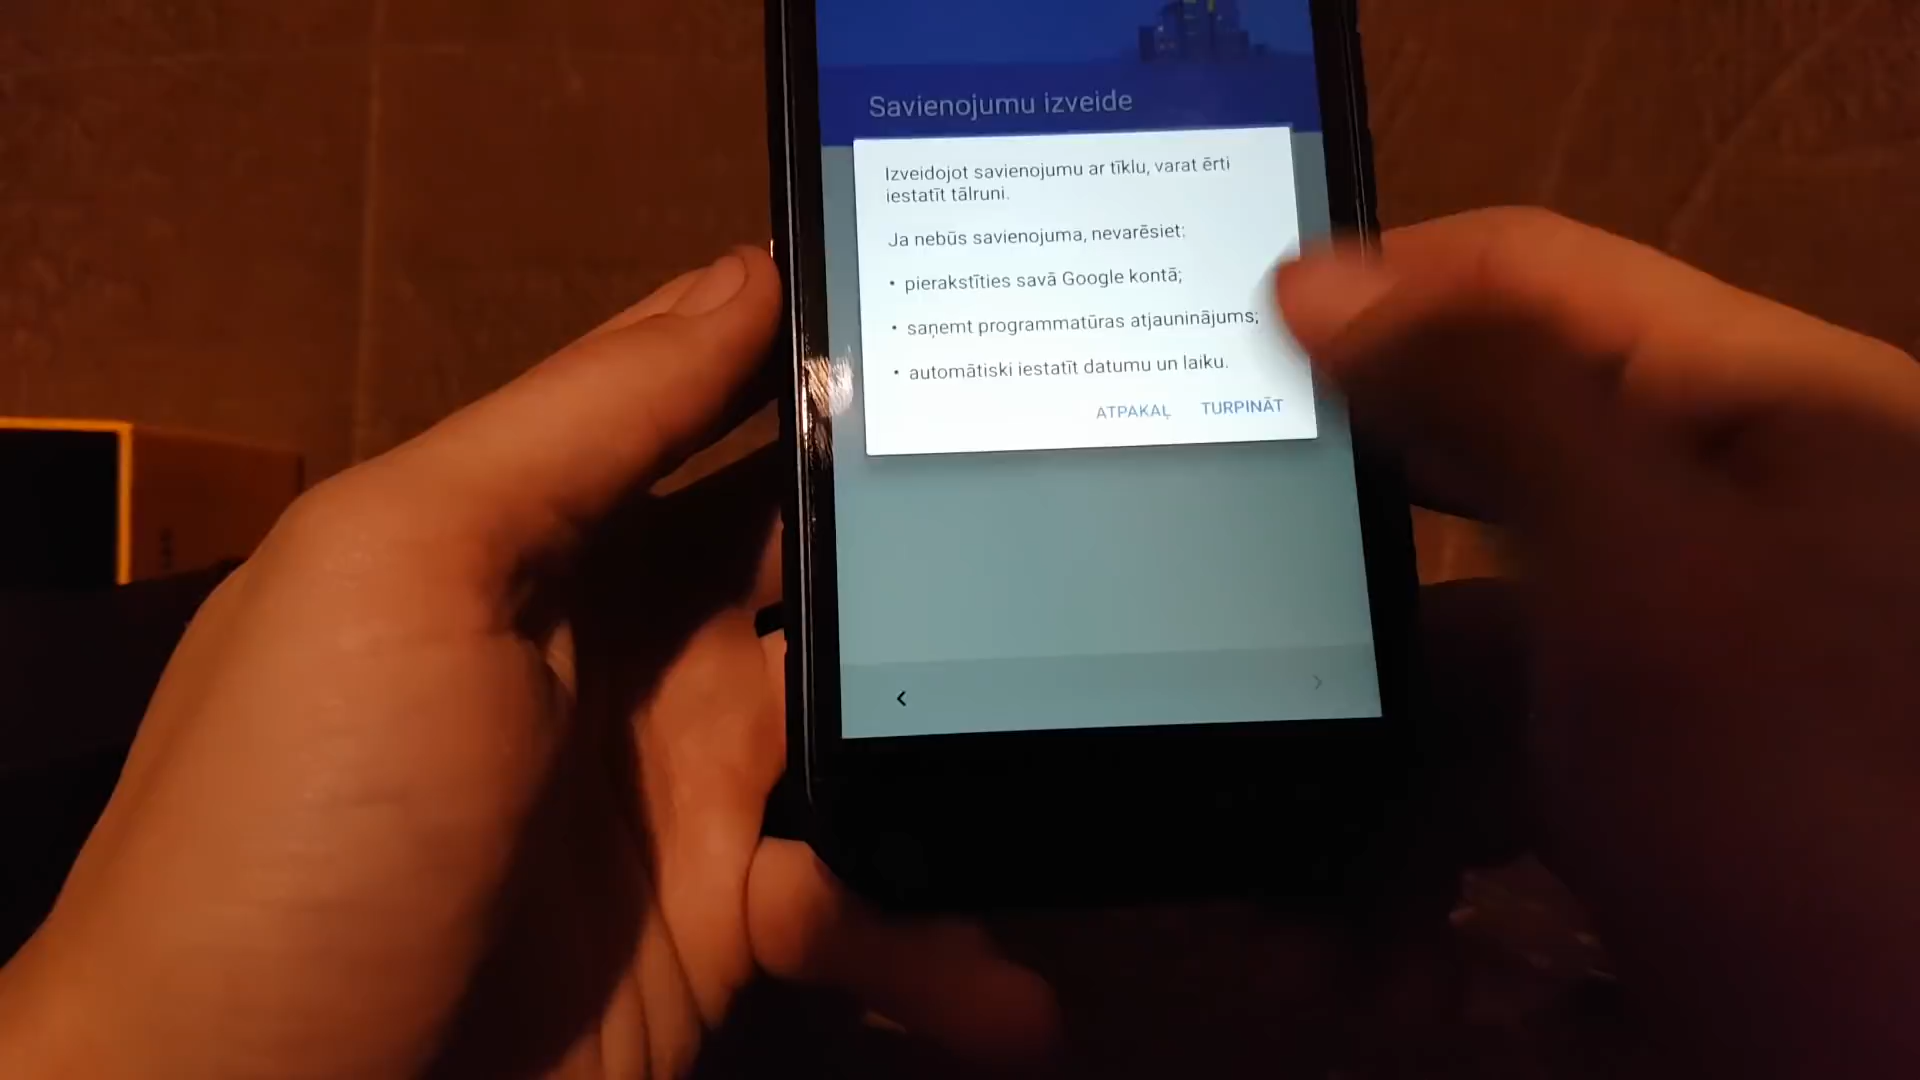 Savienojumu izveide
Izveidojot savienojumu ar tīklu, varat ērti
iestatīt tālruni.
Ja nebūs savienojuma, nevarēsiet:
• pierakstīties savā Google kontā;
• saņemt programmatūras atjauninājums;
• automātiski iestatīt datumu un laiku.
ATPAKAĻ TURPINĀT